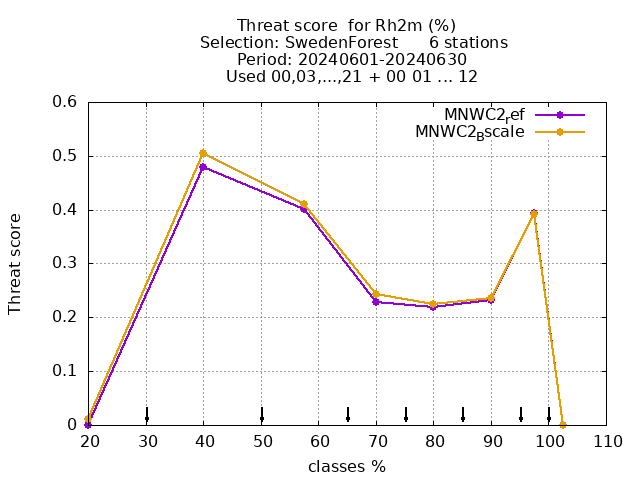 Threat score  for Rh2m (%)
Selection: SwedenForest      6 stations
Period: 20240601-20240630
Used 00,03,...,21 + 00 01 ... 12
MNWC2ref
MNWC2Bscale
Threat score
0.6
0.5
0.4
0.3
0.2
0.1
0
20 30 40 50 60 70 80 90 100 110
classes %